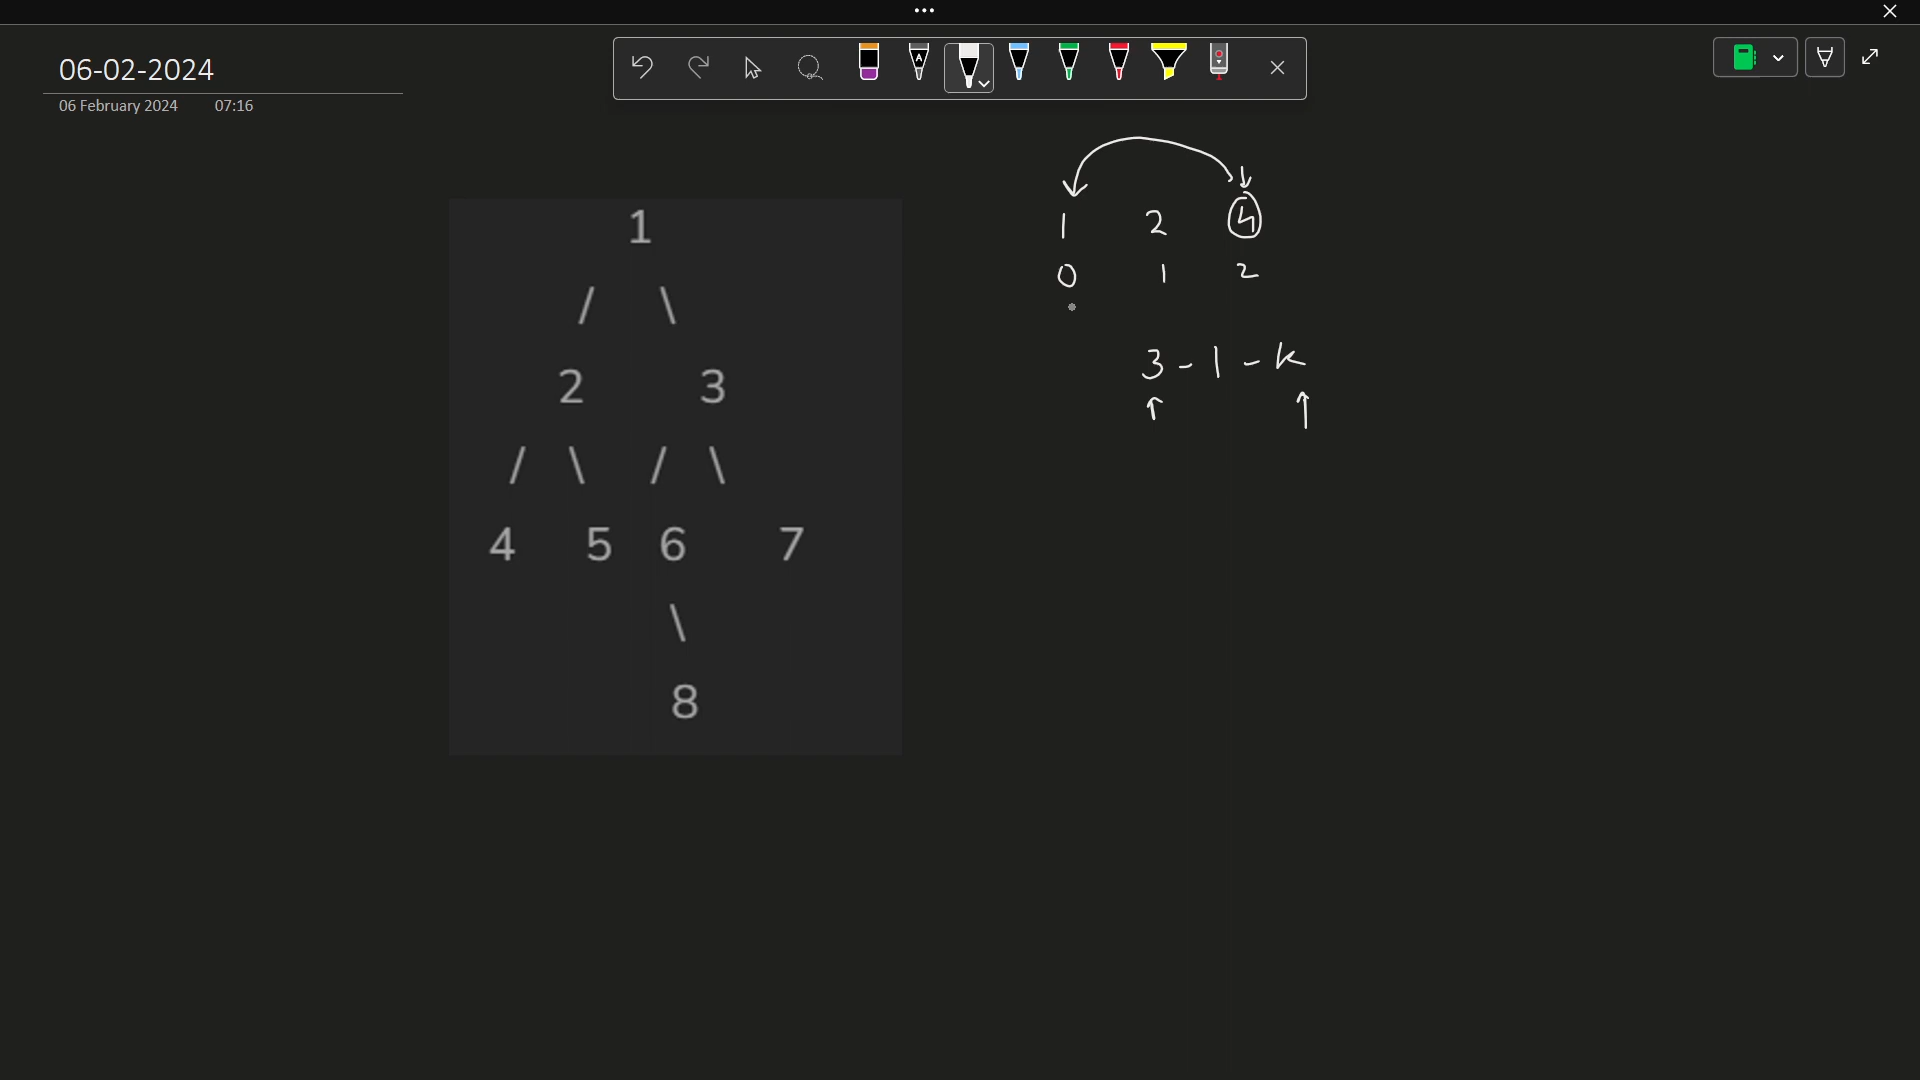 06-02-2024
06 February 2024 07:16
1
/ \
2 3
/ \ / \
4 5 6 7
\
8
1 2 4
0 1 2
3 - 1 - k